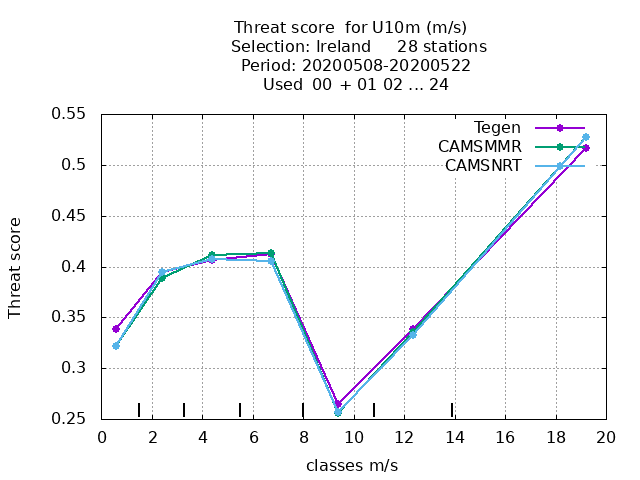 Threat score  for U10m (m/s)
Selection: Ireland     28 stations
Period: 20200508-20200522
Used  00  + 01 02 ... 24
0.55
0.5
0.45
0.4
0.35
0.3
0.25
Threat score
Tegen
CAMSMMR
CAMSNRT
0 2 4 6 8 10 12 14 16 18 20
classes m/s